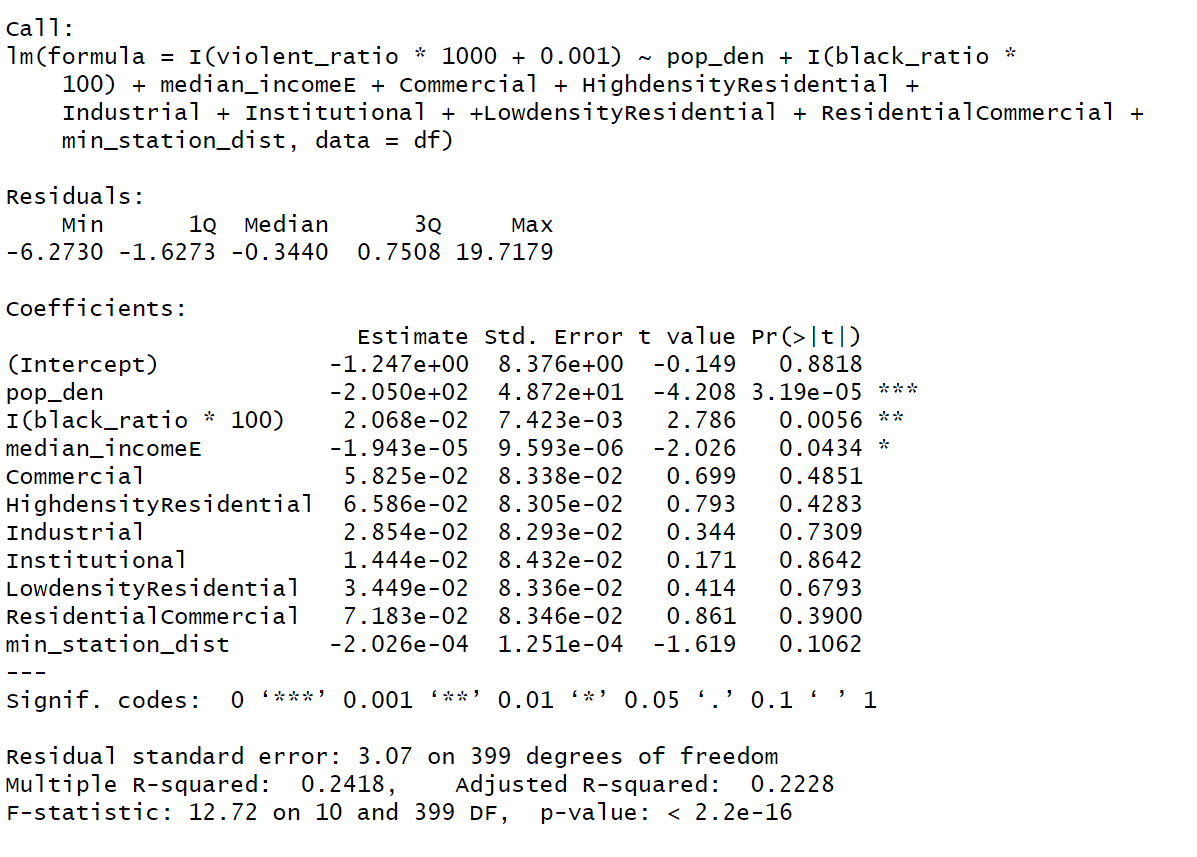 Call:
lm(formula = I(violent_ratio * 1000 + 0.001) ~ pop_den + I(black_ratio *
    100) + median_incomeE + Commercial + HighdensityResidential +
    Industrial + Institutional + +LowdensityResidential + ResidentialCommercial +
    min_station_dist, data = df)

Residuals:
    Min      1Q  Median      3Q     Max
-6.2730 -1.6273 -0.3440  0.7508 19.7179

Coefficients:
                         Estimate Std. Error t value Pr(>|t|)
(Intercept)            -1.247e+00  8.376e+00  -0.149   0.8818
pop_den                -2.050e+02  4.872e+01  -4.208 3.19e-05 ***
I(black_ratio * 100)    2.068e-02  7.423e-03   2.786   0.0056 **
median_incomeE         -1.943e-05  9.593e-06  -2.026   0.0434 *
Commercial              5.825e-02  8.338e-02   0.699   0.4851
HighdensityResidential  6.586e-02  8.305e-02   0.793   0.4283
Industrial              2.854e-02  8.293e-02   0.344   0.7309
Institutional           1.444e-02  8.432e-02   0.171   0.8642
LowdensityResidential   3.449e-02  8.336e-02   0.414   0.6793
ResidentialCommercial   7.183e-02  8.346e-02   0.861   0.3900
min_station_dist       -2.026e-04  1.251e-04  -1.619   0.1062
---
Signif. codes:  0 ‘***’ 0.001 ‘**’ 0.01 ‘*’ 0.05 ‘.’ 0.1 ‘ ’ 1

Residual standard error: 3.07 on 399 degrees of freedom
Multiple R-squared:  0.2418,    Adjusted R-squared:  0.2228
F-statistic: 12.72 on 10 and 399 DF,  p-value: < 2.2e-16